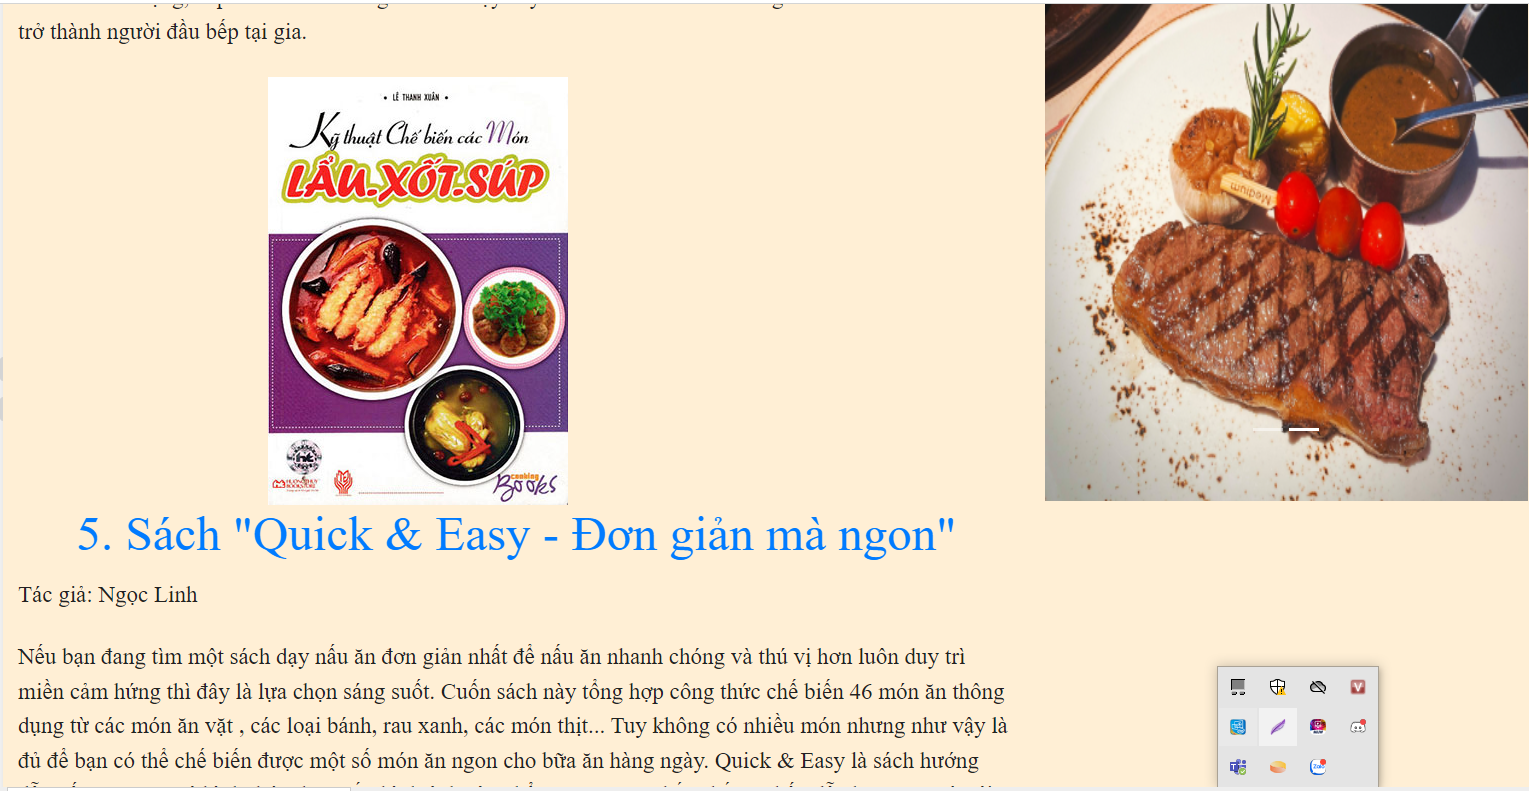 trở thành người đầu bếp tại gia.
• LÊ THANH XUÂN •
Kỹ thuật Chế biến các Món
LẨU.XỐT.SÚP
HUONG THUY
BOOKSTORE
cooking
Books
Medium
5. Sách "Quick & Easy - Đơn giản mà ngon"
Tác giả: Ngọc Linh
Nếu bạn đang tìm một sách dạy nấu ăn đơn giản nhất để nấu ăn nhanh chóng và thú vị hơn luôn duy trì
miền cảm hứng thì đây là lựa chọn sáng suốt. Cuốn sách này tổng hợp công thức chế biến 46 món ăn thông
dụng từ các món ăn vặt , các loại bánh, rau xanh, các món thịt... Tuy không có nhiều món nhưng như vậy là
đủ để bạn có thể chế biến được một số món ăn ngon cho bữa ăn hàng ngày. Quick & Easy là sách hướng
Zalo